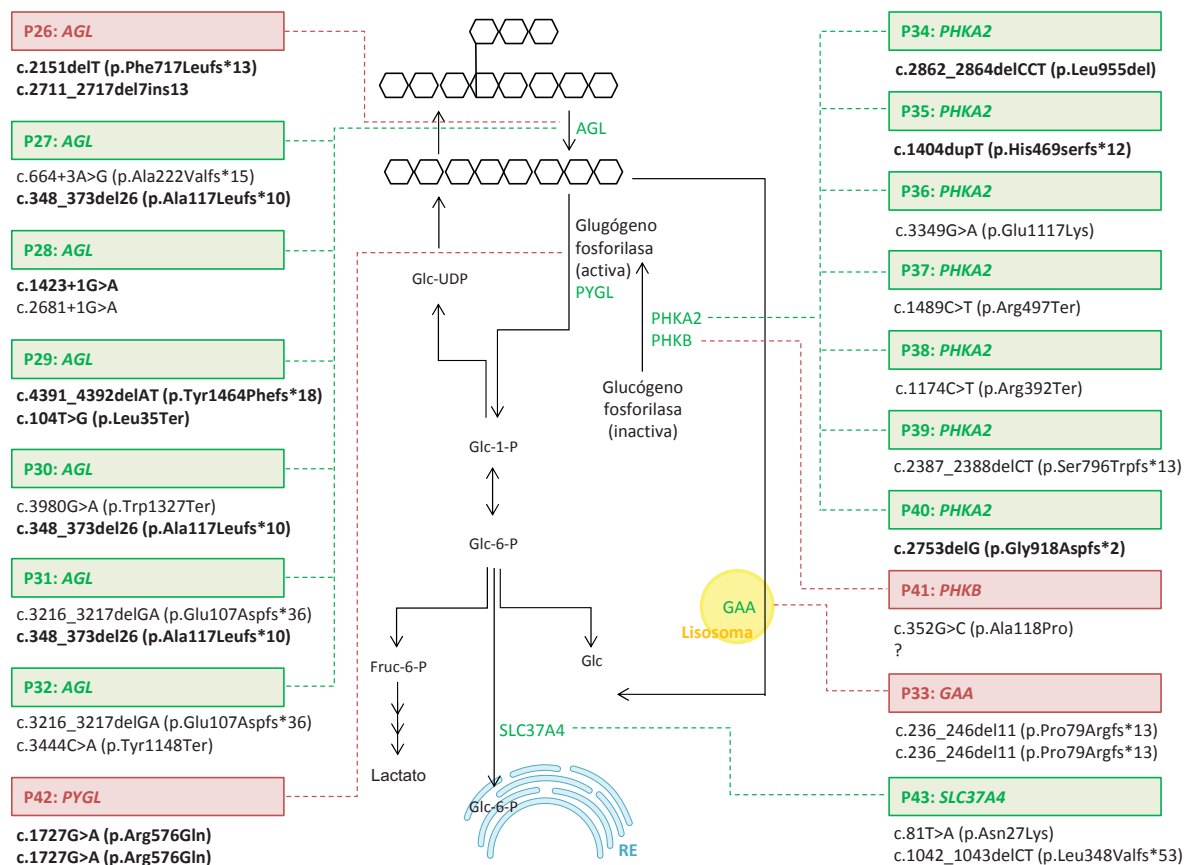 P26: AGL
c.2151delT (p.Phe717Leufs*13)
c.2711_2717del7ins13
P27: AGL
c.664+3A>G (p.Ala222Valfs*15)
c.348_373del26 (p.Ala117Leufs*10)
P28: AGL
c.1423+1G>A
c.2681+1G>A
P29: AGL
c.4391_4392delAT (p.Tyr1464Phefs*18)
c.104T>G (p.Leu35Ter)
P30: AGL
c.3980G>A (p.Trp1327Ter)
c.348_373del26 (p.Ala117Leufs*10)
P31: AGL
c.3216_3217delGA (p.Glu107Aspfs*36)
c.348_373del26 (p.Ala117Leufs*10)
P32: AGL
c.3216_3217delGA (p.Glu107Aspfs*36)
c.3444C>A (p.Tyr1148Ter)
P42: PYGL
c.1727G>A (p.Arg576Gln)
c.1727G>A (p.Arg576Gln)
AGL
Glugógeno
fosforilasa
(activa)
PYGL
Glc-UDP
PHKA2
PHKB
Glucógeno
fosforilasa
(inactiva)
Glc-1-P
Glc-6-P
GAA
Lisosoma
Fruc-6-P
Glc
SLC37A4
Lactato
Glc-6-P
RE
P34: PHKA2
c.2862_2864delCCT (p.Leu955del)
P35: PHKA2
c.1404dupT (p.His469serfs*12)
P36: PHKA2
c.3349G>A (p.Glu1117Lys)
P37: PHKA2
c.1489C>T (p.Arg497Ter)
P38: PHKA2
c.1174C>T (p.Arg392Ter)
P39: PHKA2
c.2387_2388delCT (p.Ser796Trpfs*13)
P40: PHKA2
c.2753delG (p.Gly918Aspfs*2)
P41: PHKB
c.352G>C (p.Ala118Pro)
?
P33: GAA
c.236_246del11 (p.Pro79Argfs*13)
c.236_246del11 (p.Pro79Argfs*13)
P43: SLC37A4
c.81T>A (p.Asn27Lys)
c.1042_1043delCT (p.Leu348Valfs*53)